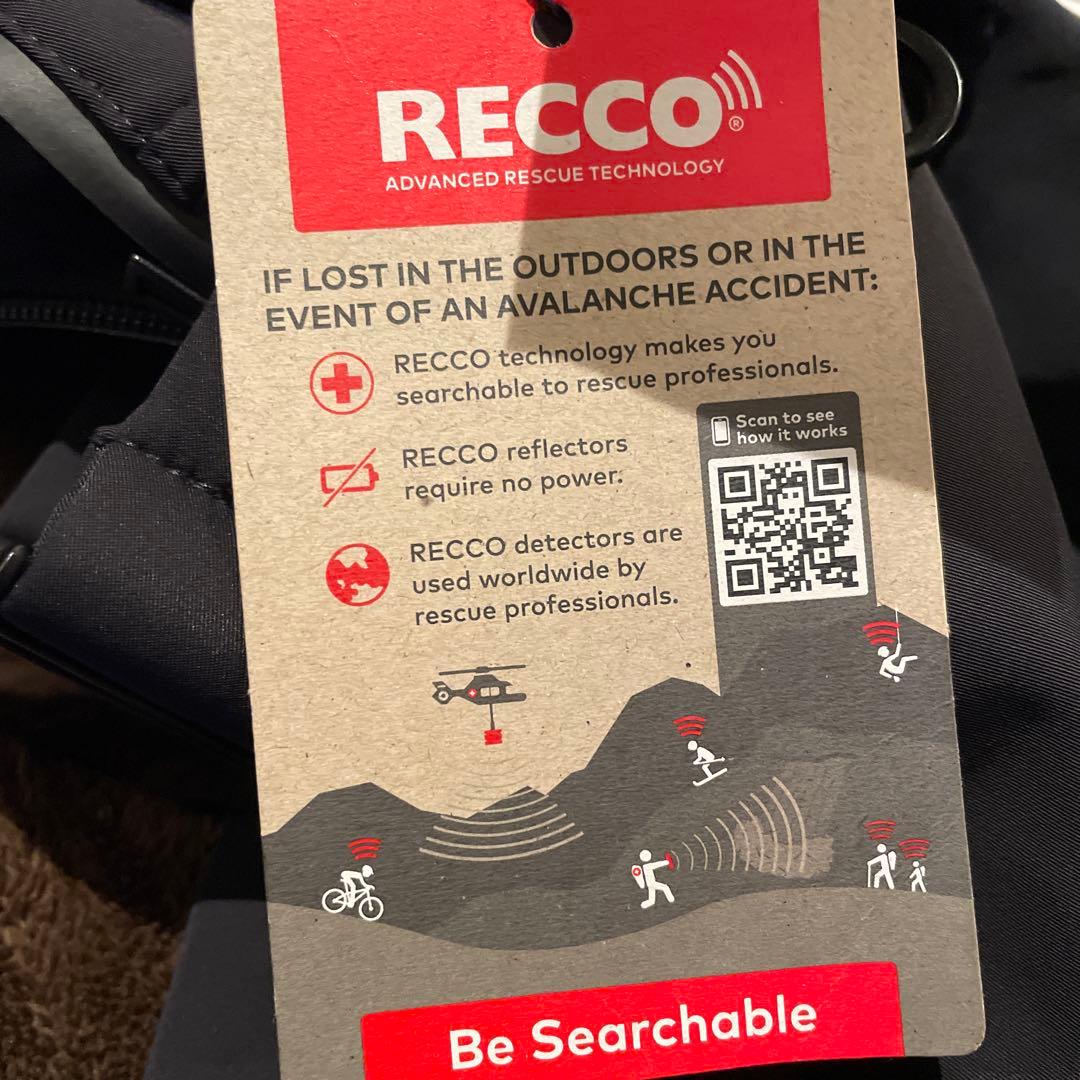 RECCO®
ADVANCED RESCUE TECHNOLOGY
IF LOST IN THE OUTDOORS OR IN THE
EVENT OF AN AVALANCHE ACCIDENT:
RECCO technology makes you
searchable to rescue professionals.
Scan to see
how it works
RECCO reflectors
require no power.
RECCO detectors are
used worldwide by
rescue professionals.
Be Searchable